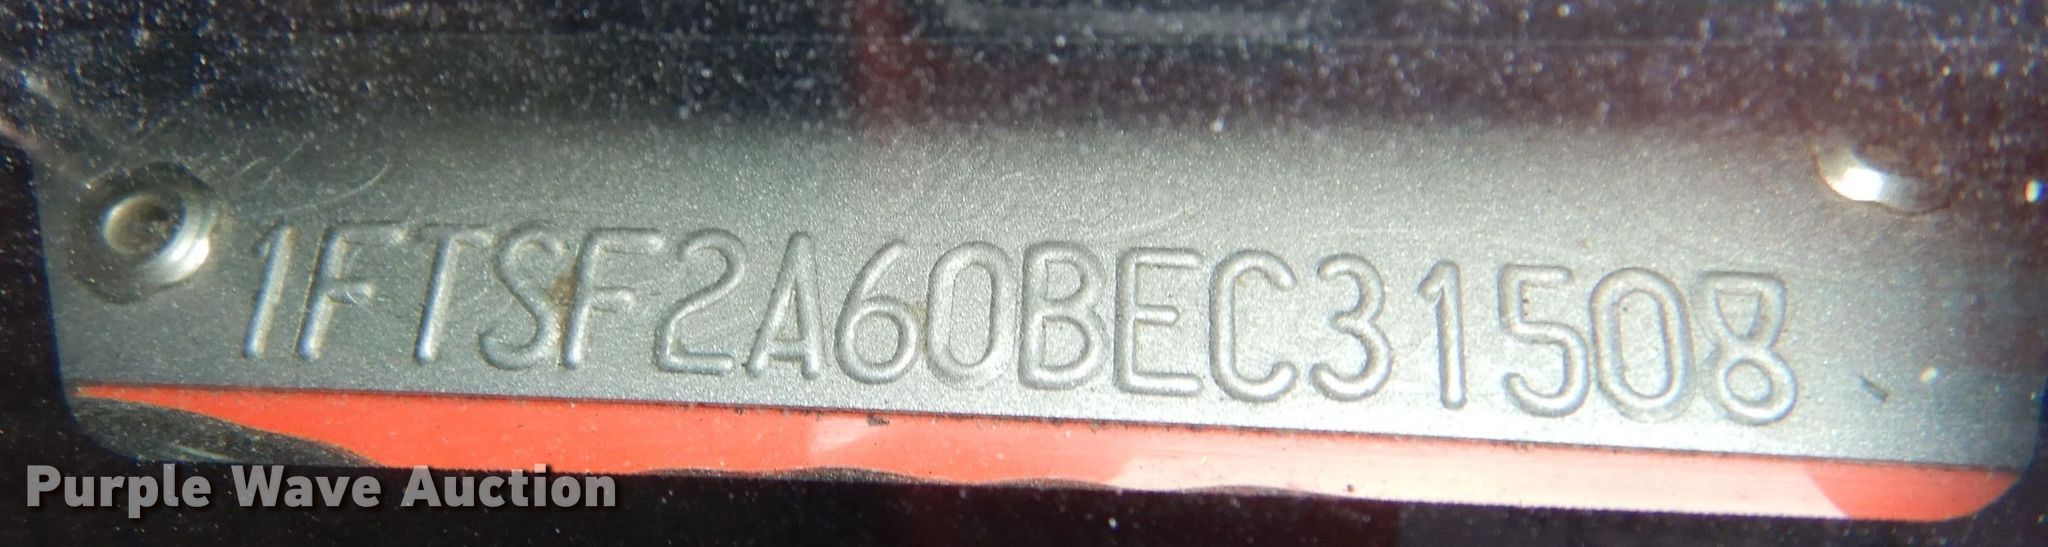 1FTSF2A60BEC31508
Purple Wave Auction